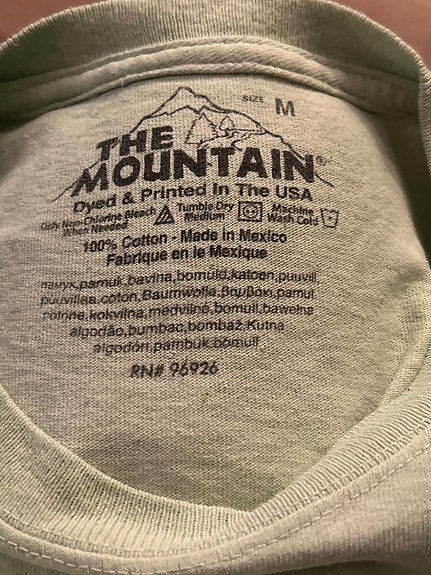 SIZE M
THE
MOUNTAIN®
Dyed & Printed In The USA
Only Non-Chlorine Bleach When Needed Tumble Dry Medium Machine Wash Cold
100% Cotton - Made in Mexico
Fabrique en le Mexique
памук,pamuk,bavlna,bomuld,katoen,puuvil,
puuvillaa,coton,Baumwolle,βαμβακι,pamut
cotone,kokvilna,medvilnė,bomull,bawełna
algodão,bumbac,bombaž,Kutna
algodón,pambuk,bomull
RN# 96926